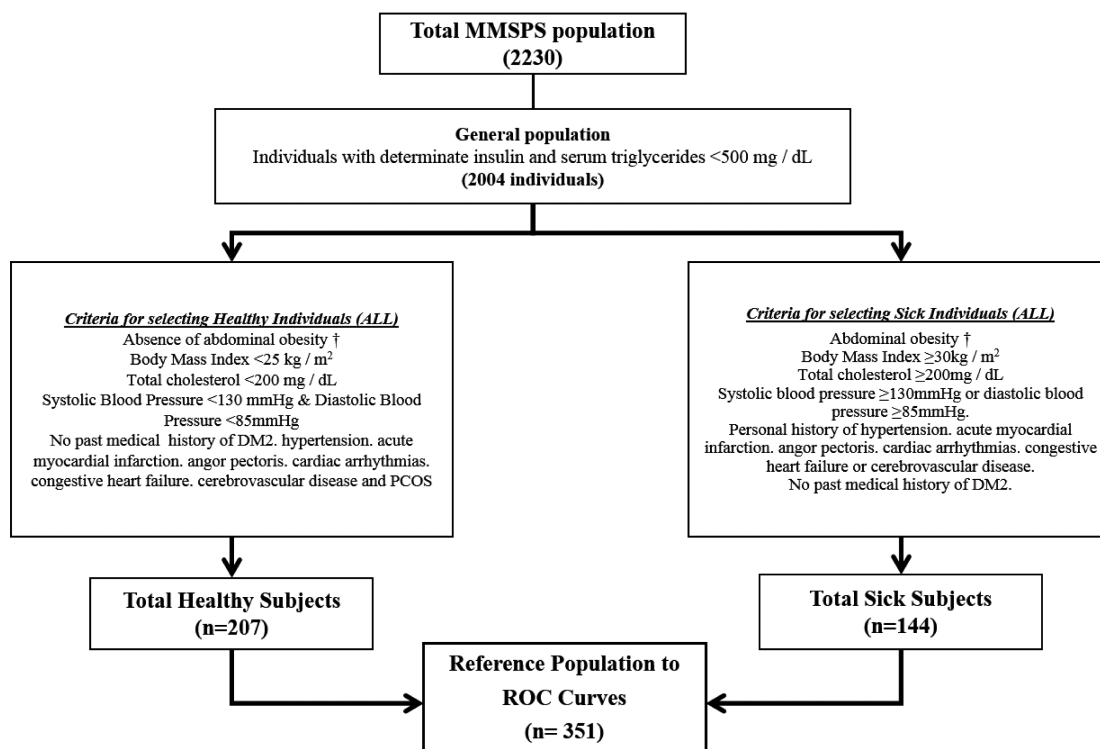 Total MMSPS population
(2230)
General population
Individuals with determinate insulin and serum triglycerides <500 mg / dL
(2004 individuals)
Criteria for selecting Healthy Individuals (ALL)
Absence of abdominal obesity †
Body Mass Index <25 kg / m²
Total cholesterol <200 mg / dL
Systolic Blood Pressure <130 mmHg & Diastolic Blood
Pressure <85mmHg
No past medical history of DM2. hypertension. acute
myocardial infarction. angor pectoris. cardiac arrhythmias.
congestive heart failure. cerebrovascular disease and PCOS
Criteria for selecting Sick Individuals (ALL)
Abdominal obesity †
Body Mass Index ≥30kg / m²
Total cholesterol ≥200mg / dL
Systolic blood pressure ≥130mmHg or diastolic blood
pressure ≥85mmHg.
Personal history of hypertension. acute myocardial
infarction. angor pectoris. cardiac arrhythmias. congestive
heart failure or cerebrovascular disease.
No past medical history of DM2.
Total Healthy Subjects
(n=207)
Total Sick Subjects
(n=144)
Reference Population to
ROC Curves
(n= 351)